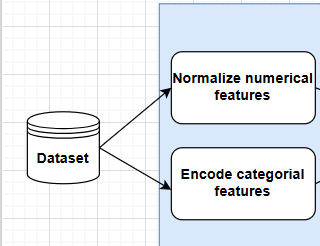 Normalize numerical
features
Dataset
Encode categorial
features